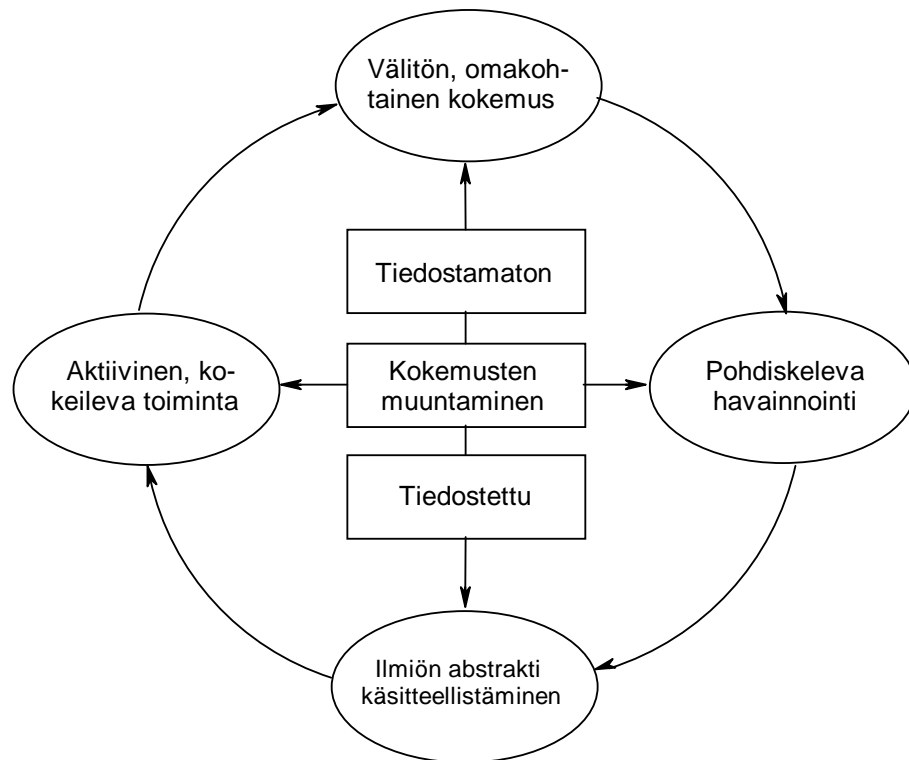 Välitön, omakoh-
tainen kokemus
Tiedostamaton
Aktiivinen, ko-
keileva toiminta
Kokemusten
muuntaminen
Pohdiskeleva
havainnointi
Tiedostettu
Ilmiön abstrakti
käsitteellistäminen